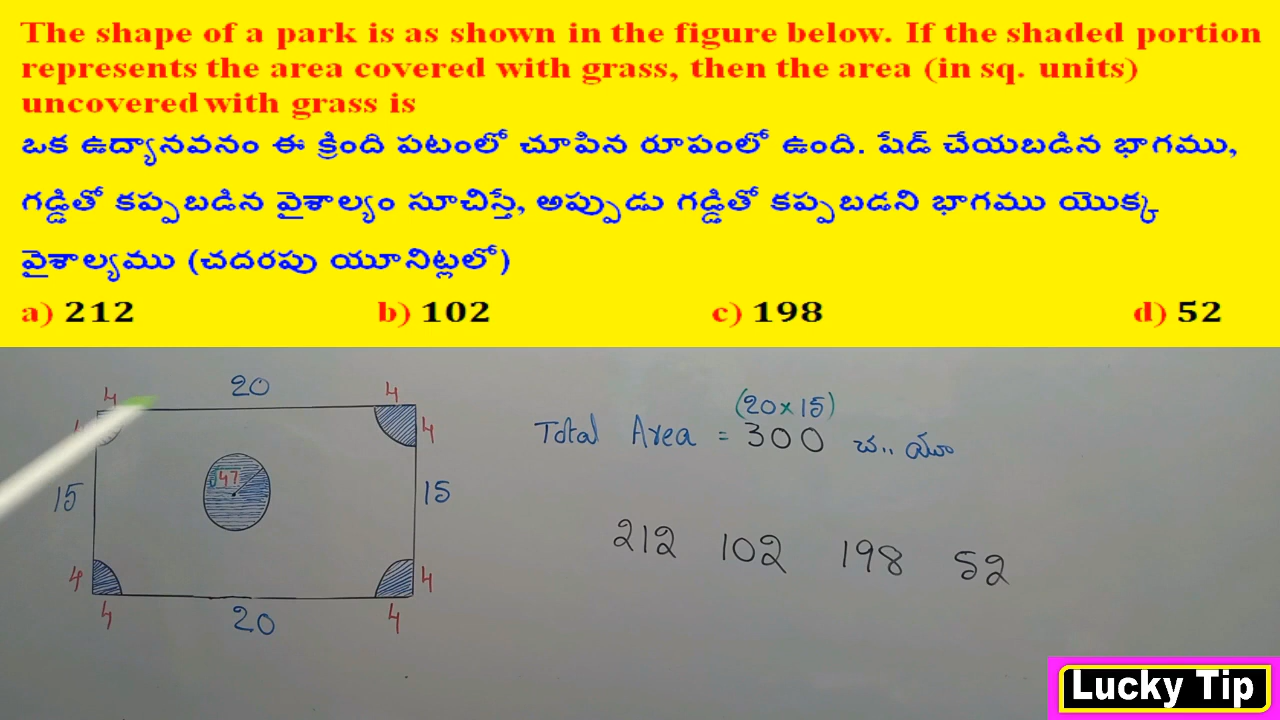 The shape of a park is as shown in the figure below. If the shaded portion
represents the area covered with grass, then the area (in sq. units)
uncovered with grass is
ఒక ఉద్యానవనం ఈ క్రింది పటంలో చూపిన రూపంలో ఉంది. షేడ్ చేయబడిన భాగము,
గడ్డితో కప్పబడిన వైశాల్యం సూచిస్తే, అప్పుడు గడ్డితో కప్పబడని భాగము యొక్క
వైశాల్యము (చదరపు యూనిట్లలో)
a) 212 b) 102 c) 198 d) 52
4 20 4
4 4
(20×15)
Total Area = 300 చ.. యూ
15 15
212 102 198 52
4 4
4 20 4
Lucky Tip